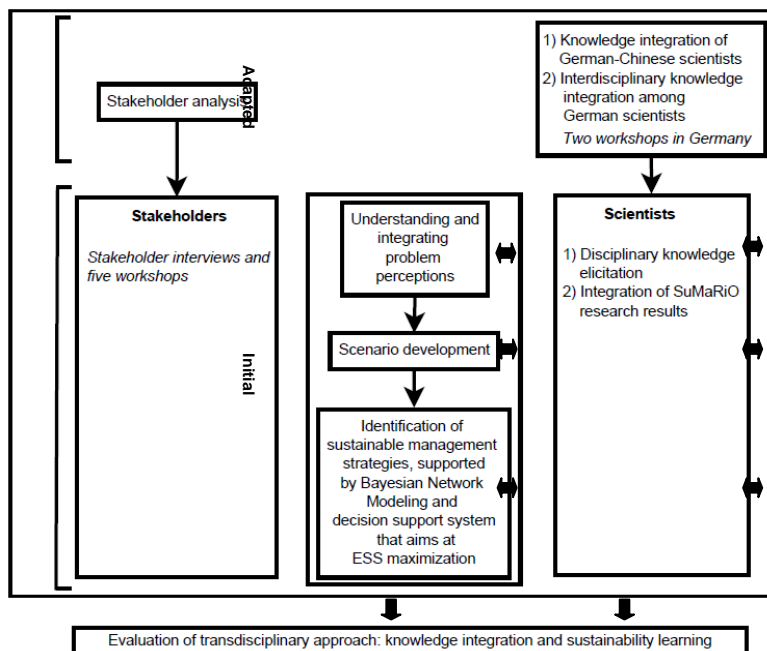 Adapted
Stakeholder analysis
1) Knowledge integration of
German-Chinese scientists
2) Interdisciplinary knowledge
integration among
German scientists
Two workshops in Germany
Initial
Stakeholders
Stakeholder interviews and
five workshops
Understanding and
integrating
problem
perceptions
Scenario development
Identification of
sustainable management
strategies, supported
by Bayesian Network
Modeling and
decision support system
that aims at
ESS maximization
Scientists
1) Disciplinary knowledge
elicitation
2) Integration of SuMaRiO
research results
Evaluation of transdisciplinary approach: knowledge integration and sustainability learning